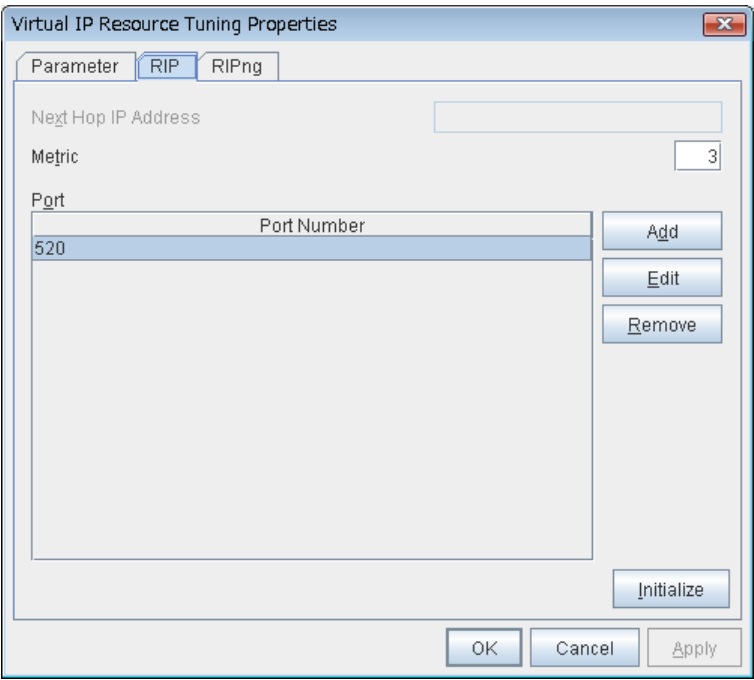 Virtual IP Resource Tuning Properties
Parameter RIP RIPng
Next Hop IP Address
Metric 3
Port
Port Number
520
Add
Edit
Remove
Initialize
OK Cancel Apply